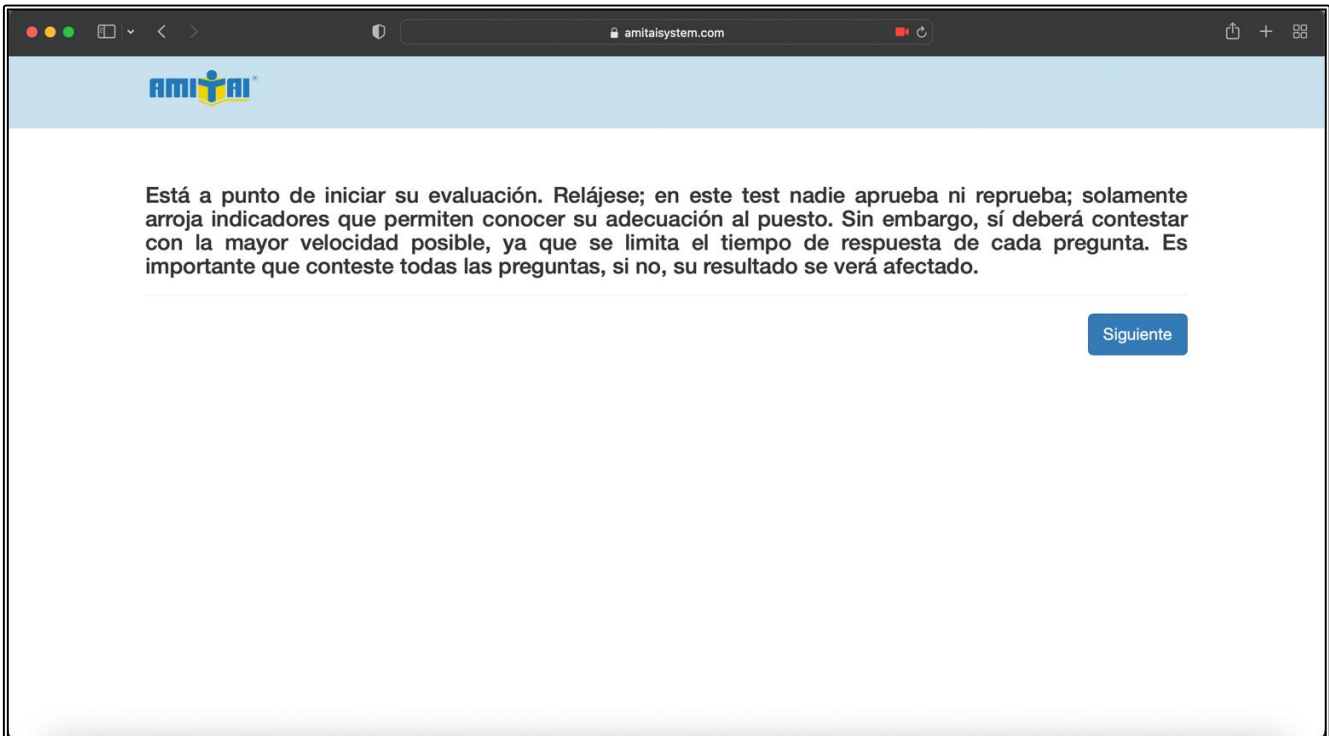 amitaisystem.com
AMITAI®
Está a punto de iniciar su evaluación. Relájese; en este test nadie aprueba ni reprueba; solamente
arroja indicadores que permiten conocer su adecuación al puesto. Sin embargo, sí deberá contestar
con la mayor velocidad posible, ya que se limita el tiempo de respuesta de cada pregunta. Es
importante que conteste todas las preguntas, si no, su resultado se verá afectado.
Siguiente